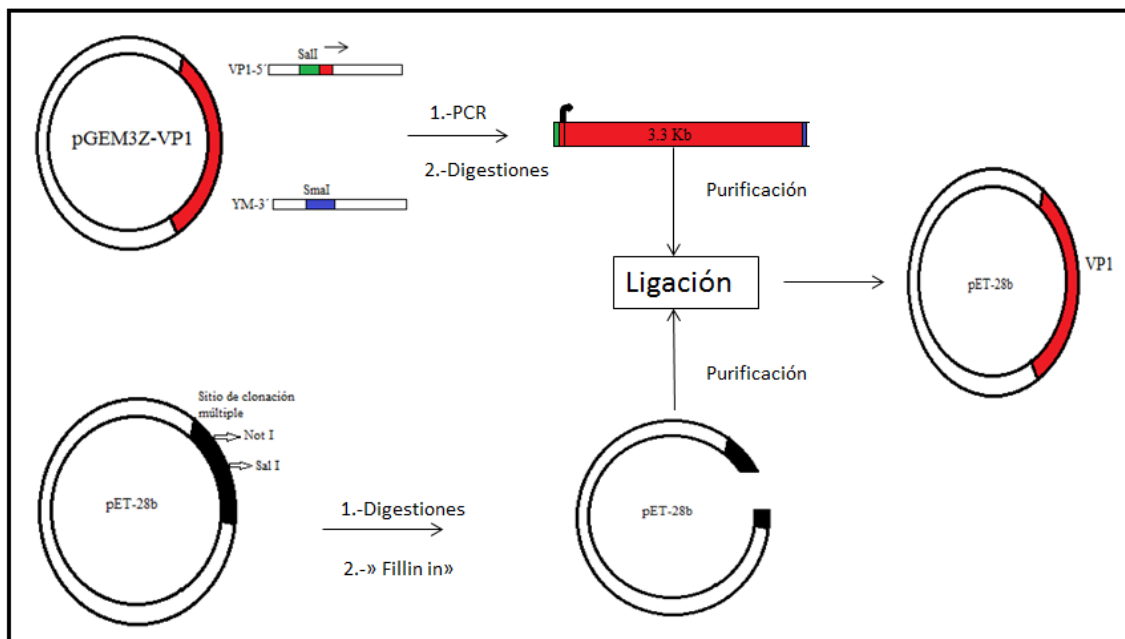 SalI
VP1-5´
pGEM3Z-VP1
SmaI
YM-3´
1.-PCR
2.-Digestiones
3.3 Kb
Purificación
Ligación
pET-28b
VP1
Purificación
Sitio de clonación
múltiple
Not I
Sal I
pET-28b
1.-Digestiones
2.-» Fillin in»
pET-28b